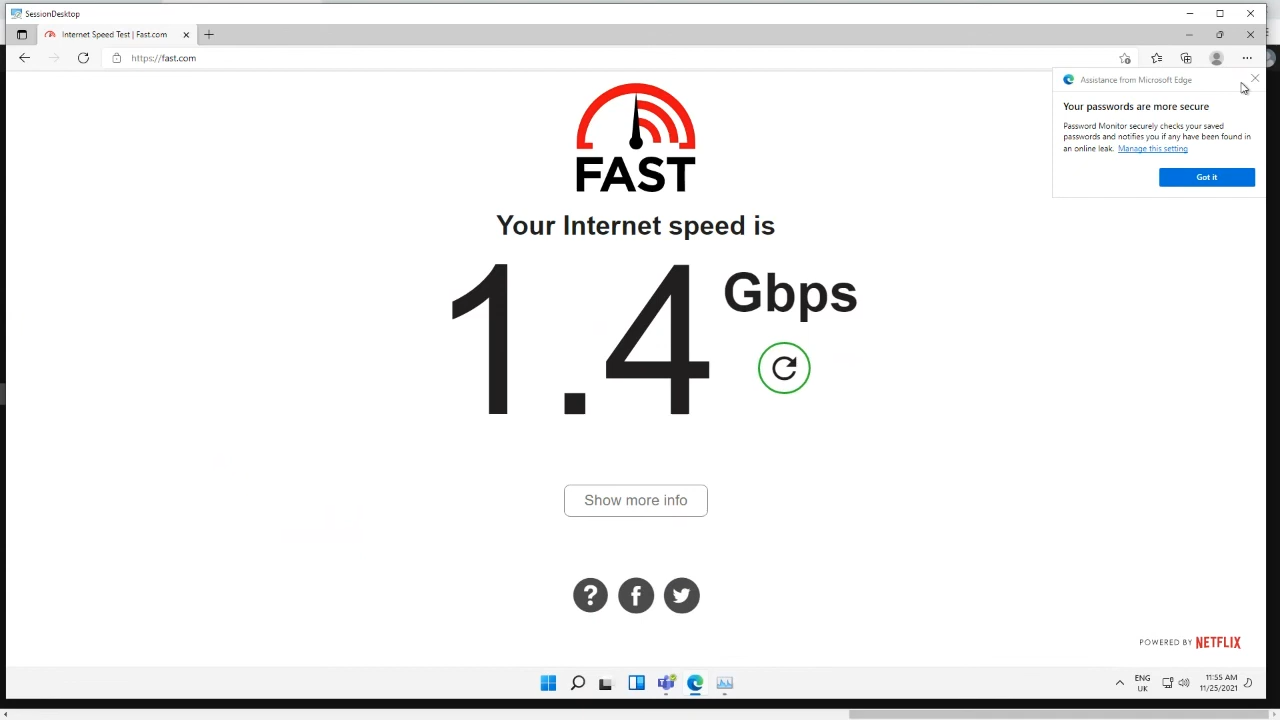 SessionDesktop
Internet Speed Test | Fast.com
https://fast.com
Assistance from Microsoft Edge
Your passwords are more secure
Password Monitor securely checks your saved
passwords and notifies you if any have been found in
an online leak. Manage this setting
Got it
FAST
Your Internet speed is
1.4 Gbps
Show more info
?
f
POWERED BY NETFLIX
ENG
UK
11:55 AM
11/25/2021